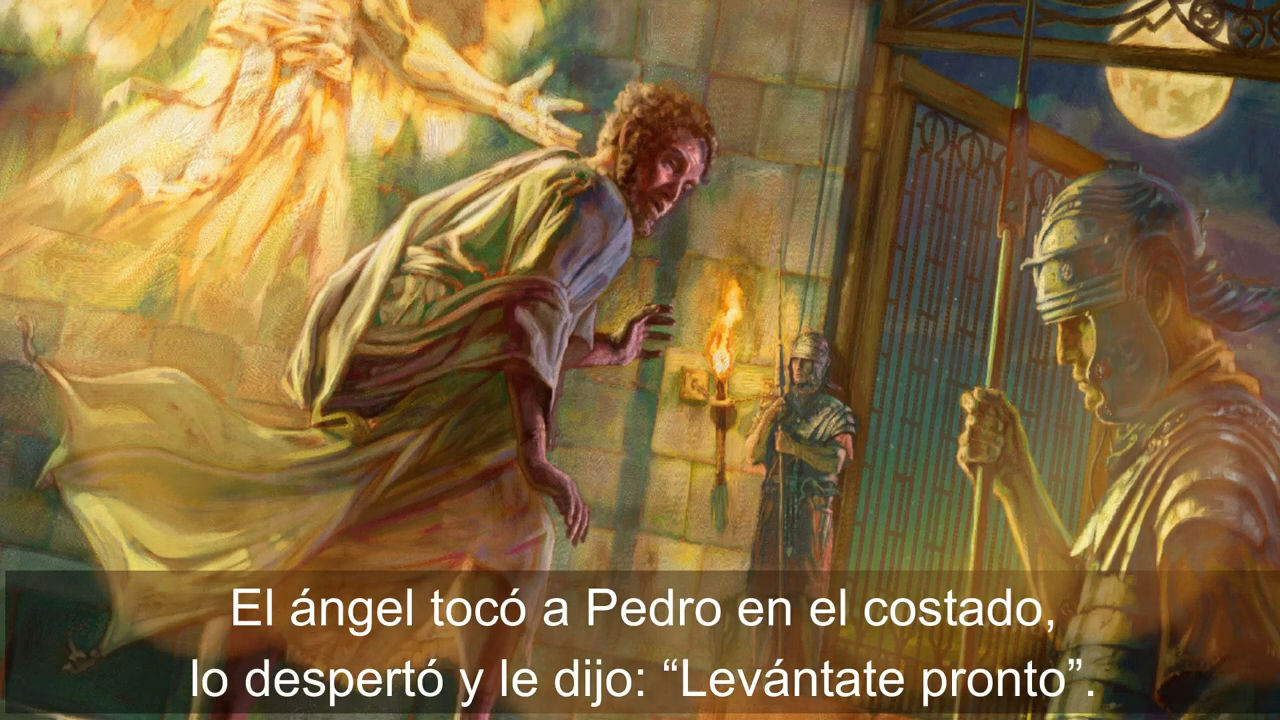 El ángel tocó a Pedro en el costado,
lo despertó y le dijo: “Levántate pronto”.